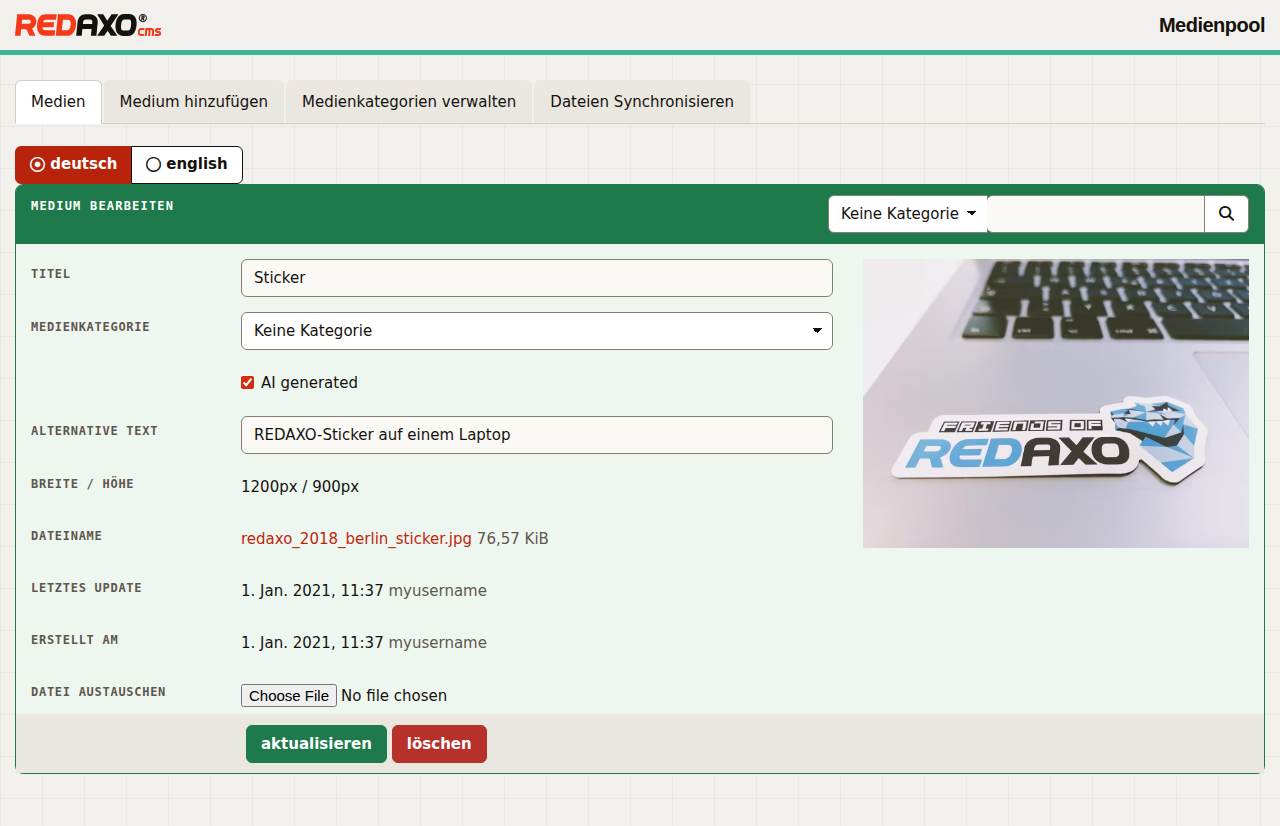 REDAXO® cms
Medienpool
Medien
Medium hinzufügen
Medienkategorien verwalten
Dateien Synchronisieren
deutsch
english
MEDIUM BEARBEITEN
Keine Kategorie
TITEL
Sticker
MEDIENKATEGORIE
Keine Kategorie
AI generated
ALTERNATIVE TEXT
REDAXO-Sticker auf einem Laptop
BREITE / HÖHE
1200px / 900px
DATEINAME
redaxo_2018_berlin_sticker.jpg 76,57 KiB
LETZTES UPDATE
1. Jan. 2021, 11:37 myusername
ERSTELLT AM
1. Jan. 2021, 11:37 myusername
DATEI AUSTAUSCHEN
Choose File No file chosen
aktualisieren
löschen
FRIENDS OF
REDAXO